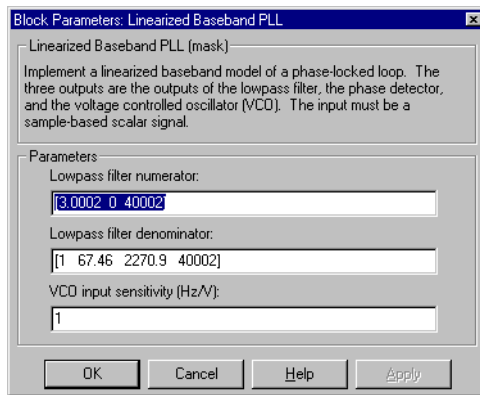 Block Parameters: Linearized Baseband PLL
Linearized Baseband PLL (mask)
Implement a linearized baseband model of a phase-locked loop. The
three outputs are the outputs of the lowpass filter, the phase detector,
and the voltage controlled oscillator (VCO). The input must be a
sample-based scalar signal.
Parameters
Lowpass filter numerator:
[3.0002 0 40002]
Lowpass filter denominator:
[1 67.46 2270.9 40002]
VCO input sensitivity (Hz/V):
1
OK Cancel Help Apply